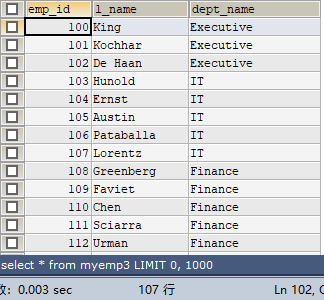 emp_id l_name dept_name
100 King Executive
101 Kochhar Executive
102 De Haan Executive
103 Hunold IT
104 Ernst IT
105 Austin IT
106 Pataballa IT
107 Lorentz IT
108 Greenberg Finance
109 Faviet Finance
110 Chen Finance
111 Sciarra Finance
112 Urman Finance
select * from myemp3 LIMIT 0, 1000
: 0.003 sec 107 行 Ln 102, C